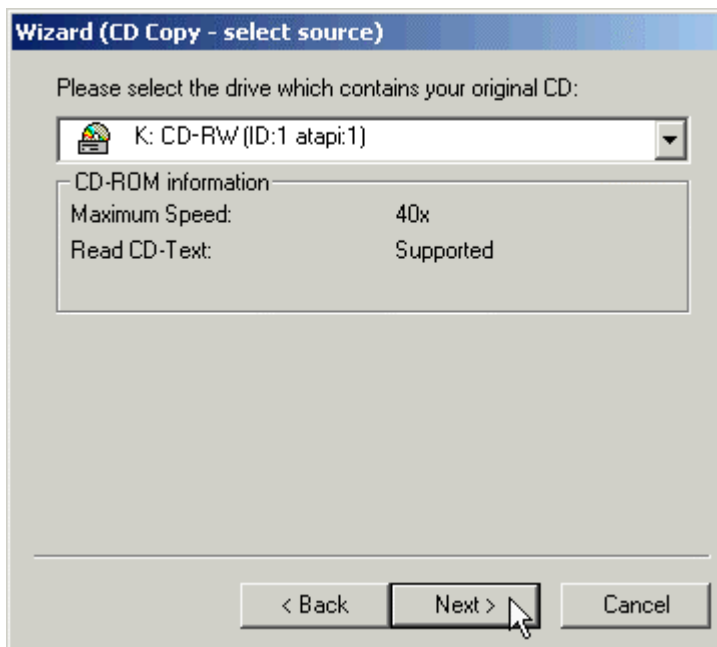 Wizard (CD Copy - select source)
Please select the drive which contains your original CD:
K: CD-RW (ID:1 atapi:1)
CD-ROM information
Maximum Speed: 40x
Read CD-Text: Supported
< Back Next > Cancel